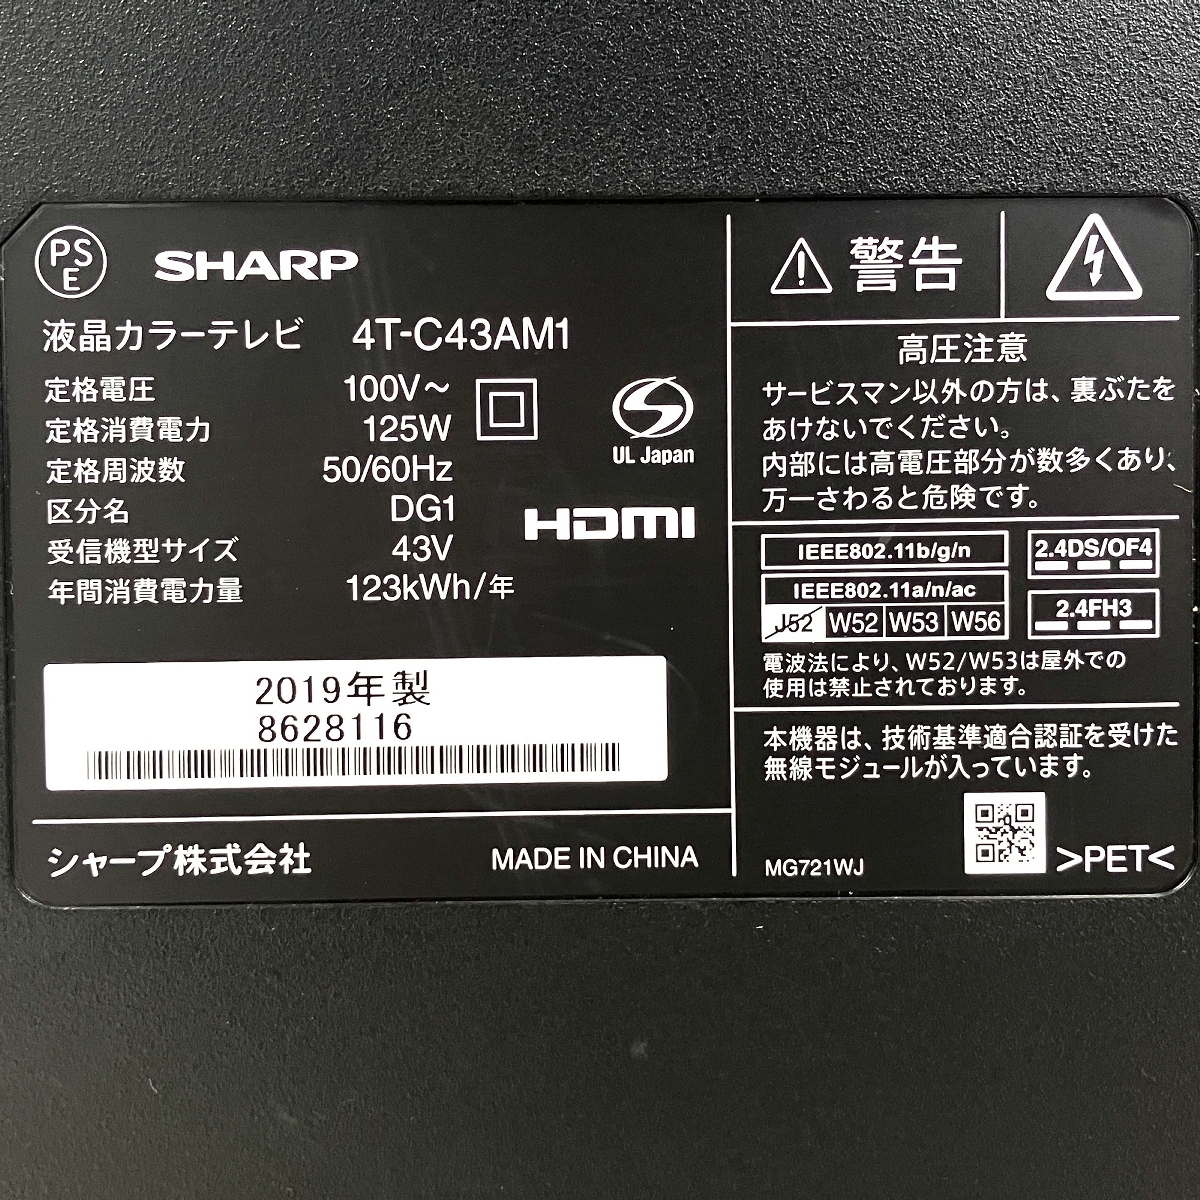 PSE
SHARP
液晶カラーテレビ 4T-C43AM1
定格電圧 100V～
定格消費電力 125W
定格周波数 50/60Hz
区分名 DG1
受信機型サイズ 43V
年間消費電力量 123kWh/年
UL Japan
HDMI
2019年製
8628116
シャープ株式会社 MADE IN CHINA
警告
高圧注意
サービスマン以外の方は、裏ぶたを
あけないでください。
内部には高電圧部分が数多くあり、
万一さわると危険です。
IEEE802.11b/g/n
IEEE802.11a/n/ac
J52 W52 W53 W56
2.4DS/OF4
2.4FH3
電波法により、W52/W53は屋外での
使用は禁止されております。
本機器は、技術基準適合認証を受けた
無線モジュールが入っています。
MG721WJ >PET<